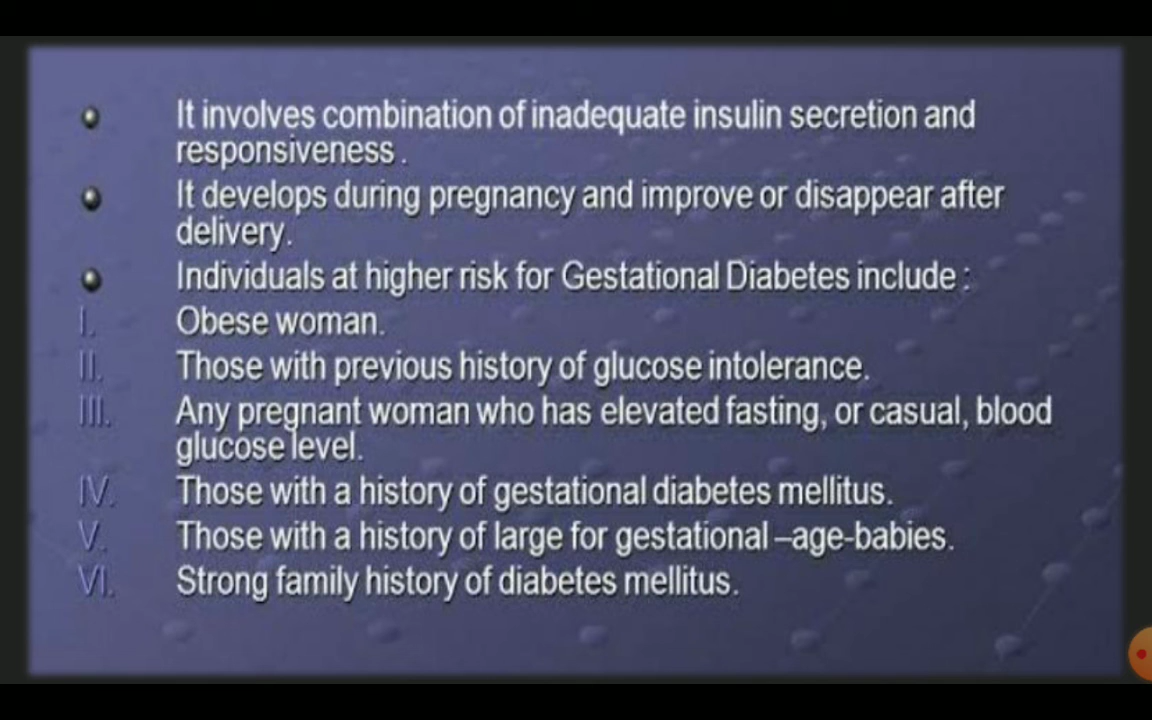 It involves combination of inadequate insulin secretion and
responsiveness .
It develops during pregnancy and improve or disappear after
delivery.
Individuals at higher risk for Gestational Diabetes include :
I. Obese woman.
II. Those with previous history of glucose intolerance.
III. Any pregnant woman who has elevated fasting, or casual, blood
glucose level.
IV. Those with a history of gestational diabetes mellitus.
V. Those with a history of large for gestational –age-babies.
VI. Strong family history of diabetes mellitus.